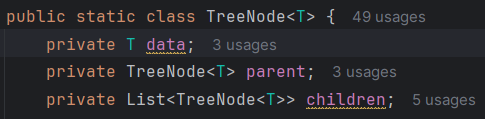 public static class TreeNode<T> { 49 usages
private T data; 3 usages
private TreeNode<T> parent; 3 usages
private List<TreeNode<T>> children; 5 usages